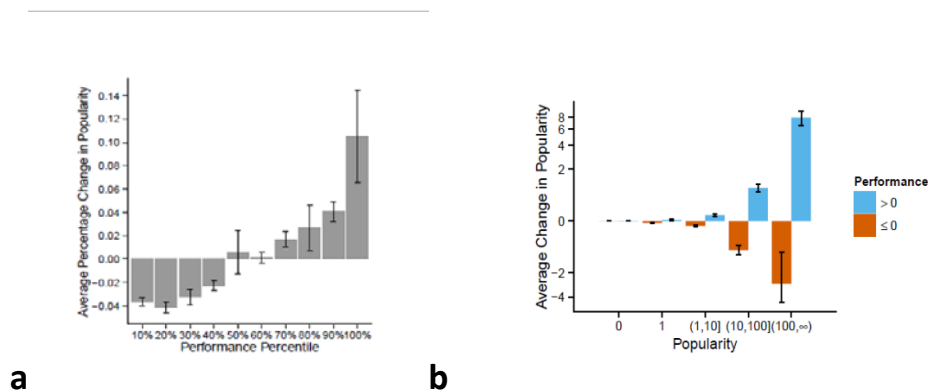 Average Percentage Change in Popularity
0.14
0.12
0.10
0.08
0.06
0.04
0.02
0.00
−0.02
−0.04
10% 20% 30% 40% 50% 60% 70% 80% 90% 100%
Performance Percentile
a
Average Change in Popularity
8
6
4
2
0
−2
−4
0 1 (1,10] (10,100] (100,∞)
Popularity
Performance
> 0
≤ 0
b